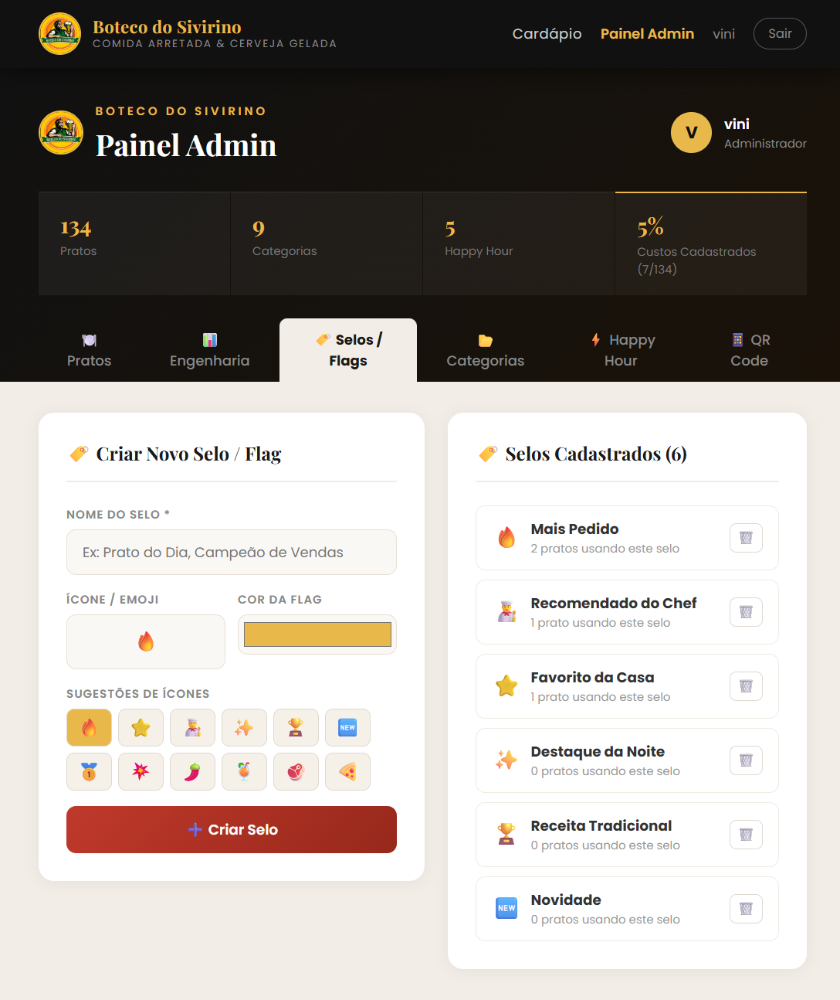 Boteco do Sivirino
COMIDA ARRETADA & CERVEJA GELADA
Cardápio
Painel Admin
vini
Sair
BOTECO DO SIVIRINO
Painel Admin
V
vini
Administrador
134
Pratos
9
Categorias
5
Happy Hour
5%
Custos Cadastrados
(7/134)
Pratos
Engenharia
Selos /
Flags
Categorias
Happy
Hour
QR
Code
Criar Novo Selo / Flag
NOME DO SELO *
Ex: Prato do Dia, Campeão de Vendas
ÍCONE / EMOJI
COR DA FLAG
SUGESTÕES DE ÍCONES
NEW
1
Criar Selo
Selos Cadastrados (6)
Mais Pedido
2 pratos usando este selo
Recomendado do Chef
1 prato usando este selo
Favorito da Casa
1 prato usando este selo
Destaque da Noite
0 pratos usando este selo
Receita Tradicional
0 pratos usando este selo
NEW
Novidade
0 pratos usando este selo